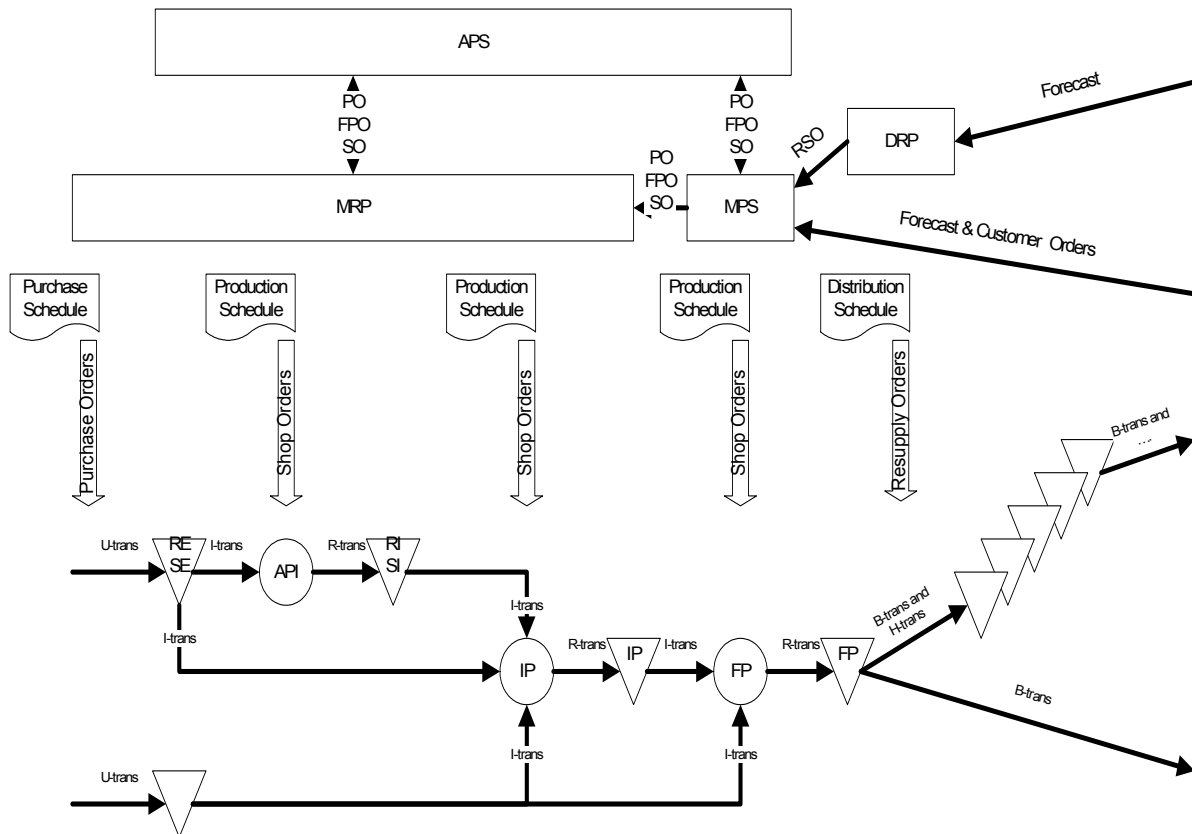 APS
PO
FPO
SO
PO
FPO
SO
Forecast
RSO
DRP
PO
FPO
SO
MRP
MPS
Forecast & Customer Orders
Purchase
Schedule
Production
Schedule
Production
Schedule
Production
Schedule
Distribution
Schedule
Purchase Orders
Shop Orders
Shop Orders
Shop Orders
Resupply Orders
B-trans and
...
U-trans
RE
SE
I-trans
API
R-trans
RI
SI
I-trans
I-trans
B-trans and
H-trans
IP
R-trans
IP
I-trans
FP
R-trans
FP
B-trans
I-trans
I-trans
U-trans